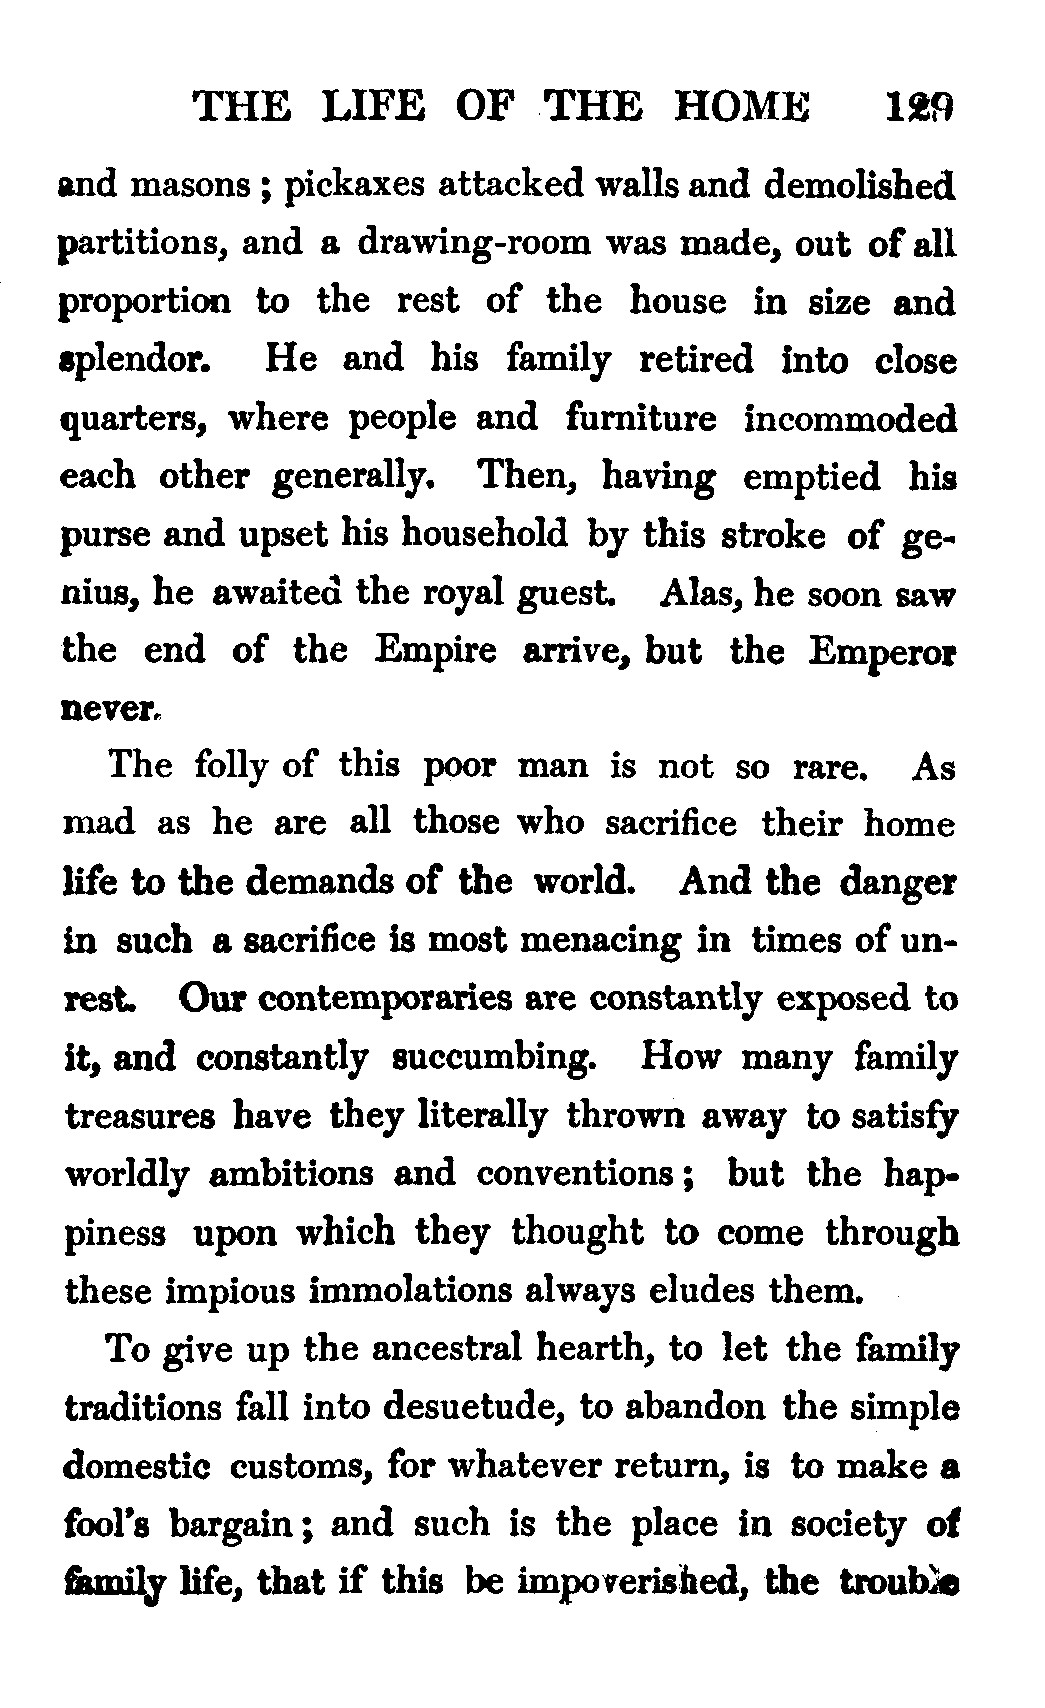 THE LIFE OF THE HOME 129
and masons ; pickaxes attacked walls and demolished
partitions, and a drawing-room was made, out of all
proportion to the rest of the house in size and
splendor. He and his family retired into close
quarters, where people and furniture incommoded
each other generally. Then, having emptied his
purse and upset his household by this stroke of ge-
nius, he awaited the royal guest. Alas, he soon saw
the end of the Empire arrive, but the Emperor
never.
The folly of this poor man is not so rare. As
mad as he are all those who sacrifice their home
life to the demands of the world. And the danger
in such a sacrifice is most menacing in times of un-
rest. Our contemporaries are constantly exposed to
it, and constantly succumbing. How many family
treasures have they literally thrown away to satisfy
worldly ambitions and conventions ; but the hap-
piness upon which they thought to come through
these impious immolations always eludes them.
To give up the ancestral hearth, to let the family
traditions fall into desuetude, to abandon the simple
domestic customs, for whatever return, is to make a
fool's bargain ; and such is the place in society of
family life, that if this be impoverished, the trouble